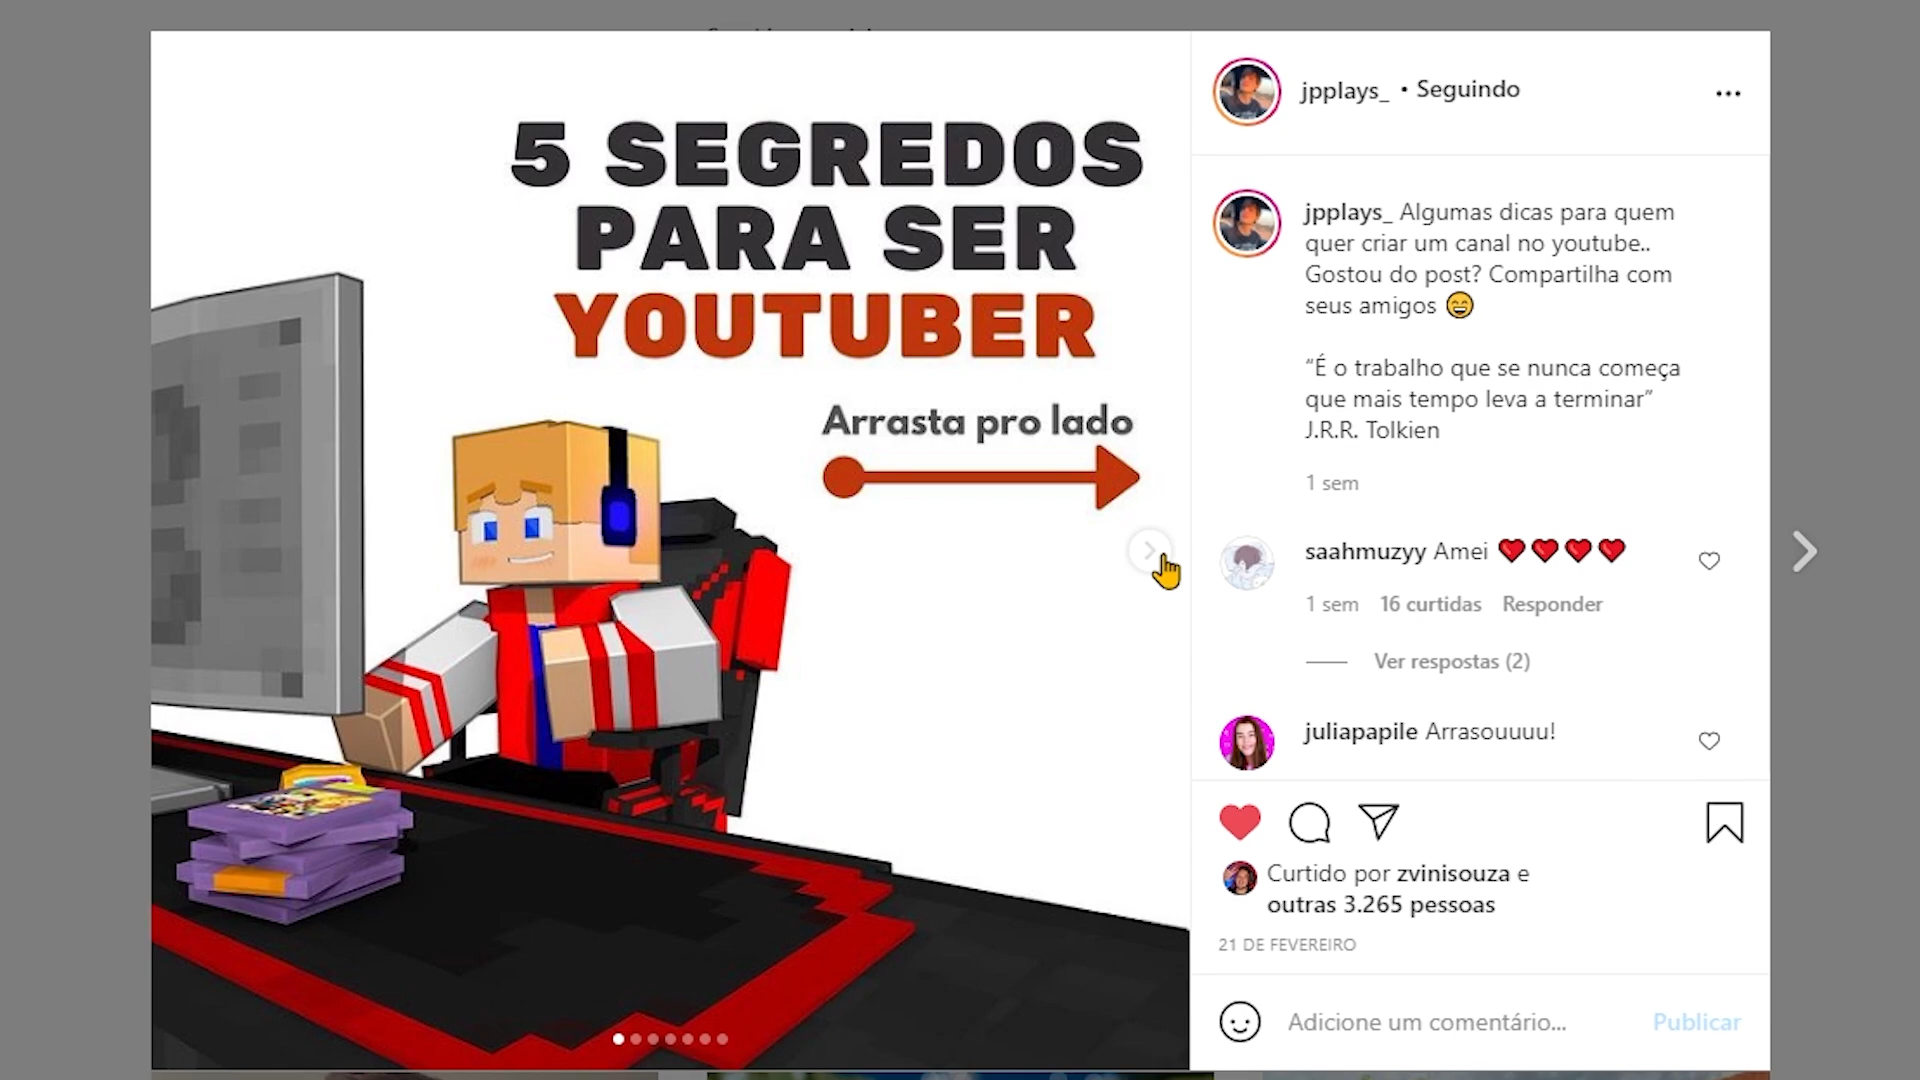 5 SEGREDOS
PARA SER
YOUTUBER
Arrasta pro lado
jpplays_ • Seguindo
jpplays_ Algumas dicas para quem
quer criar um canal no youtube..
Gostou do post? Compartilha com
seus amigos 😄
“É o trabalho que se nunca começa
que mais tempo leva a terminar”
J.R.R. Tolkien
1 sem
saahmuzyy Amei ❤️❤️❤️❤️
1 sem 16 curtidas Responder
Ver respostas (2)
juliapapile Arrasouuuu!
Curtido por zvinisouza e
outras 3.265 pessoas
21 DE FEVEREIRO
Adicione um comentário... Publicar